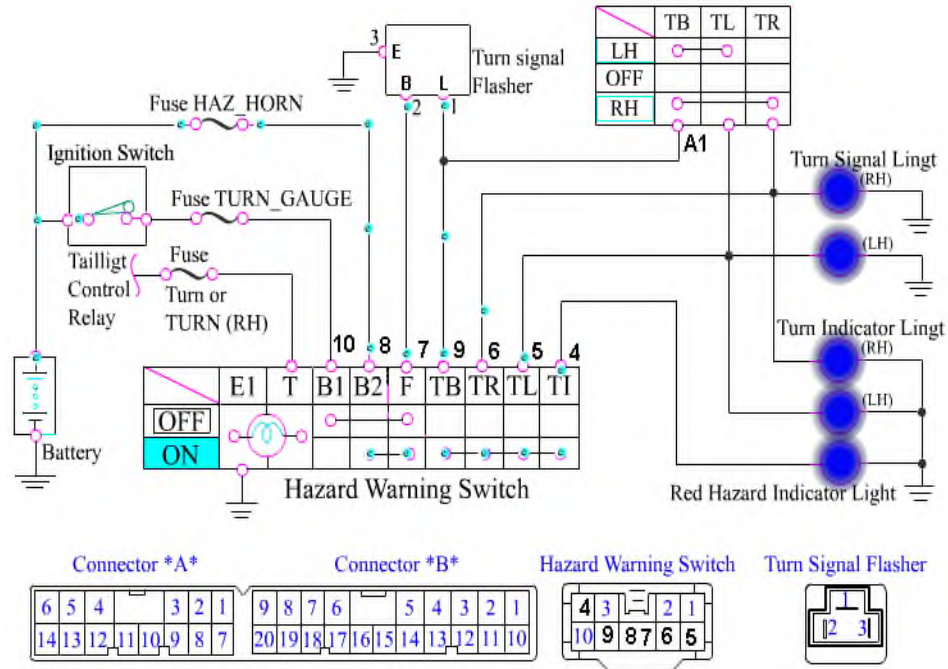 TB TL TR
LH
OFF
RH
A1
3
E
B L
2 1
Turn signal
Flasher
Fuse HAZ_HORN
Ignition Switch
Fuse TURN_GAUGE
Turn Signal Lingt
(RH)
(LH)
Tailligt
Control
Relay
Fuse
Turn or
TURN (RH)
Turn Indicator Lingt
(RH)
(LH)
10 8 7 9 6 5 4
E1 T B1 B2 F TB TR TL TI
OFF
ON
Battery
Hazard Warning Switch
Red Hazard Indicator Light
Connector *A*
Connector *B*
Hazard Warning Switch
Turn Signal Flasher
6 5 4 3 2 1
14 13 12 11 10 9 8 7
9 8 7 6 5 4 3 2 1
20 19 18 17 16 15 14 13 12 11 10
4 3 2 1
10 9 8 7 6 5
1
2 3